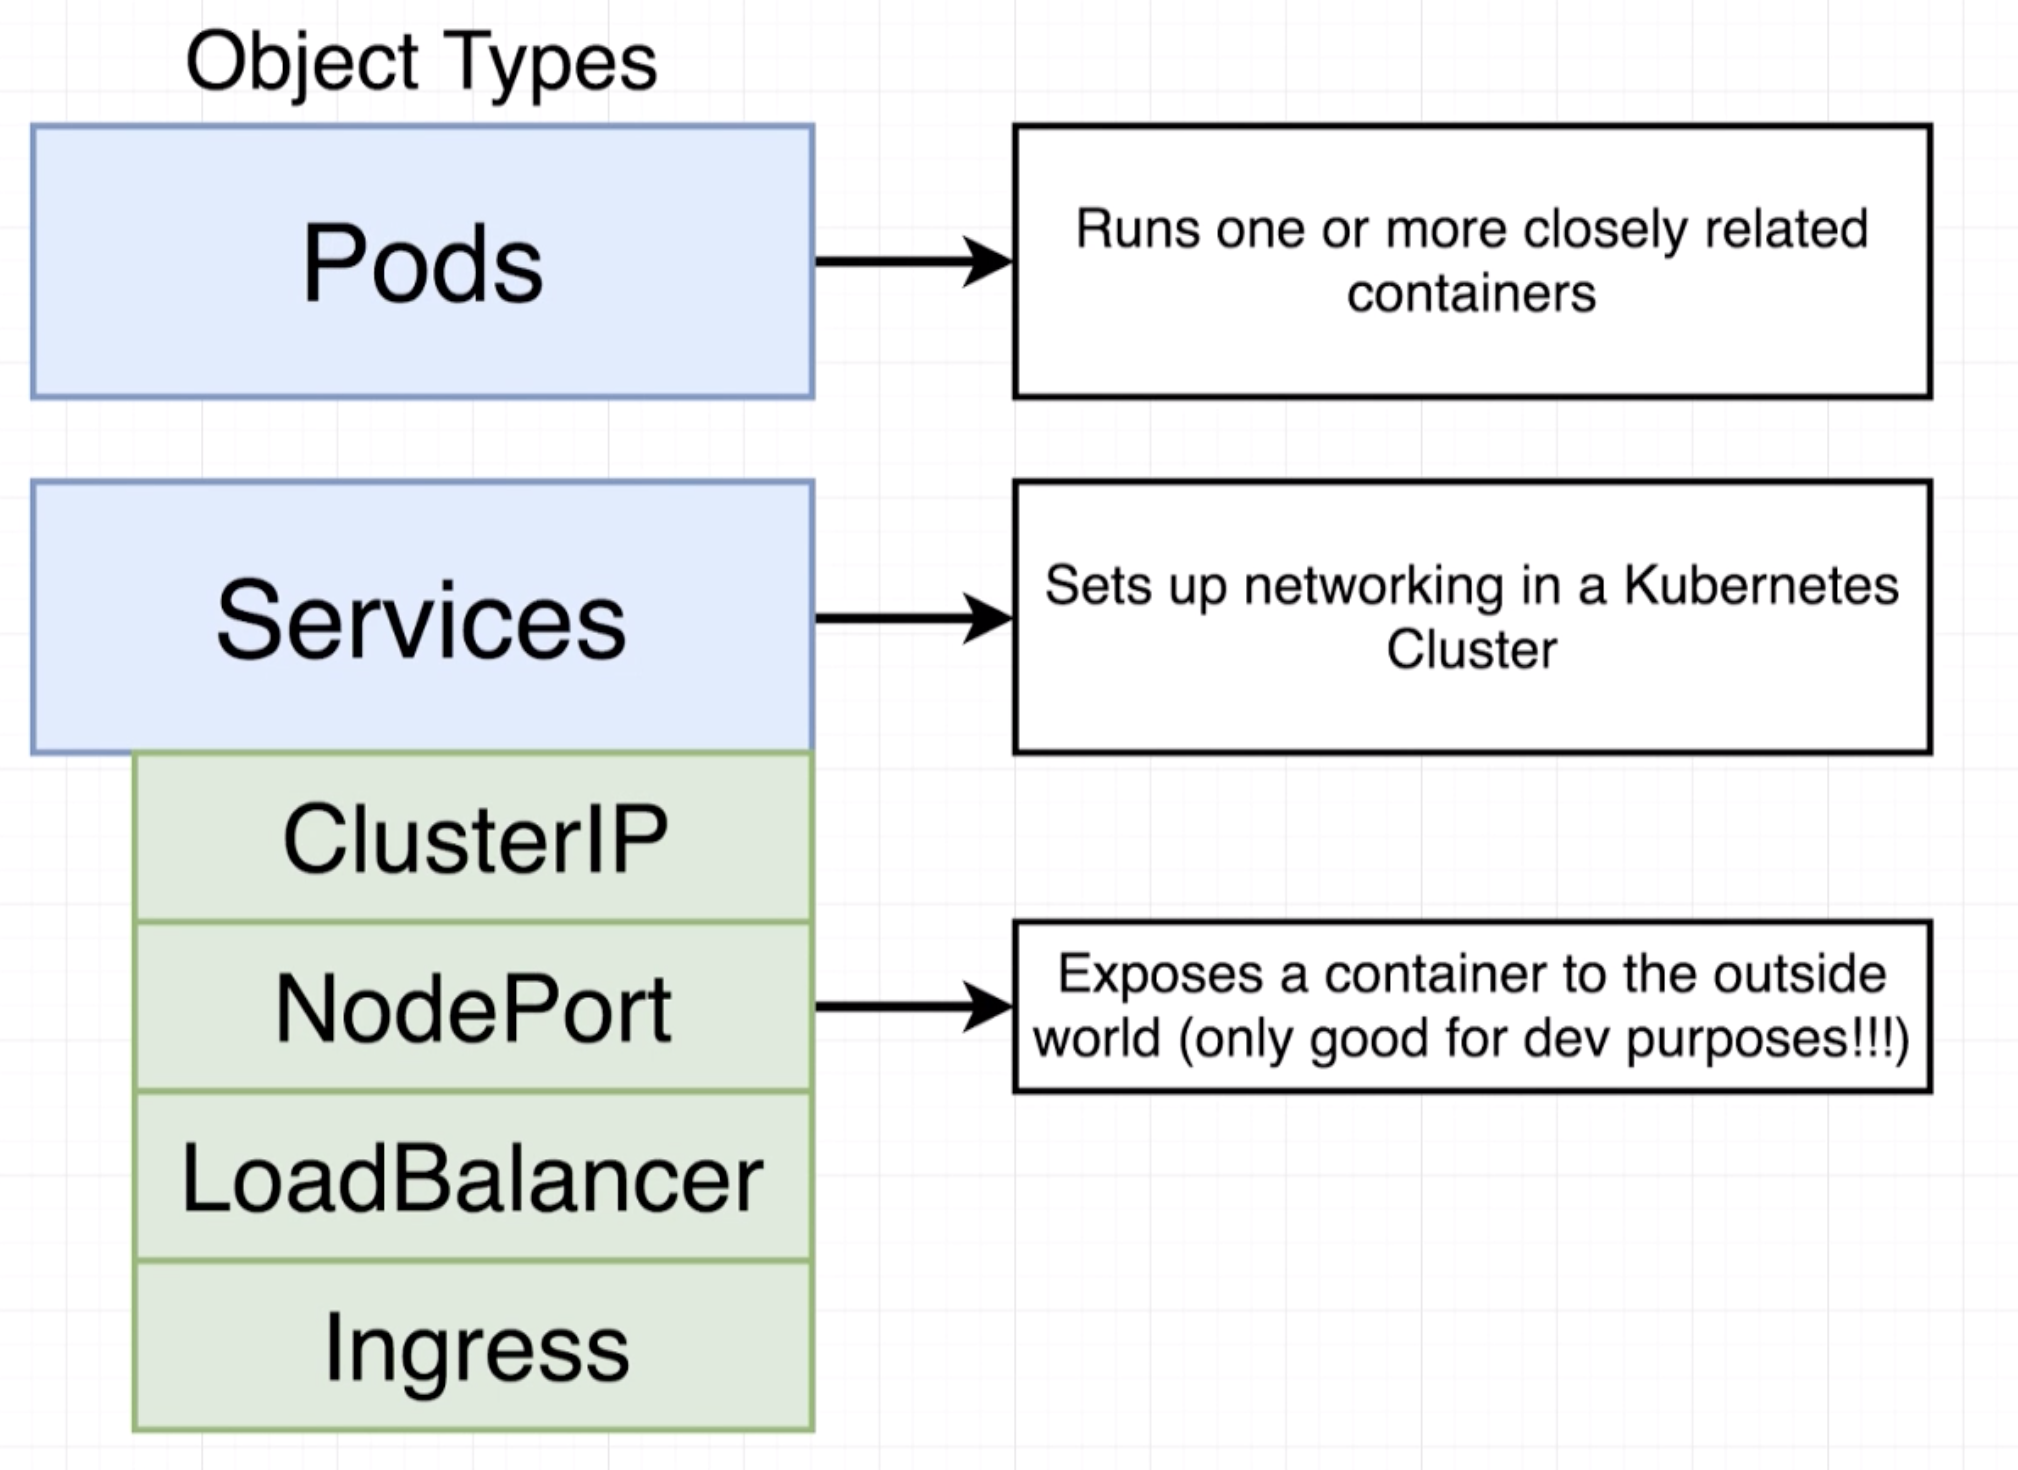 Object Types
Pods
Runs one or more closely related
containers
Services
Sets up networking in a Kubernetes
Cluster
ClusterIP
NodePort
Exposes a container to the outside
world (only good for dev purposes!!!)
LoadBalancer
Ingress